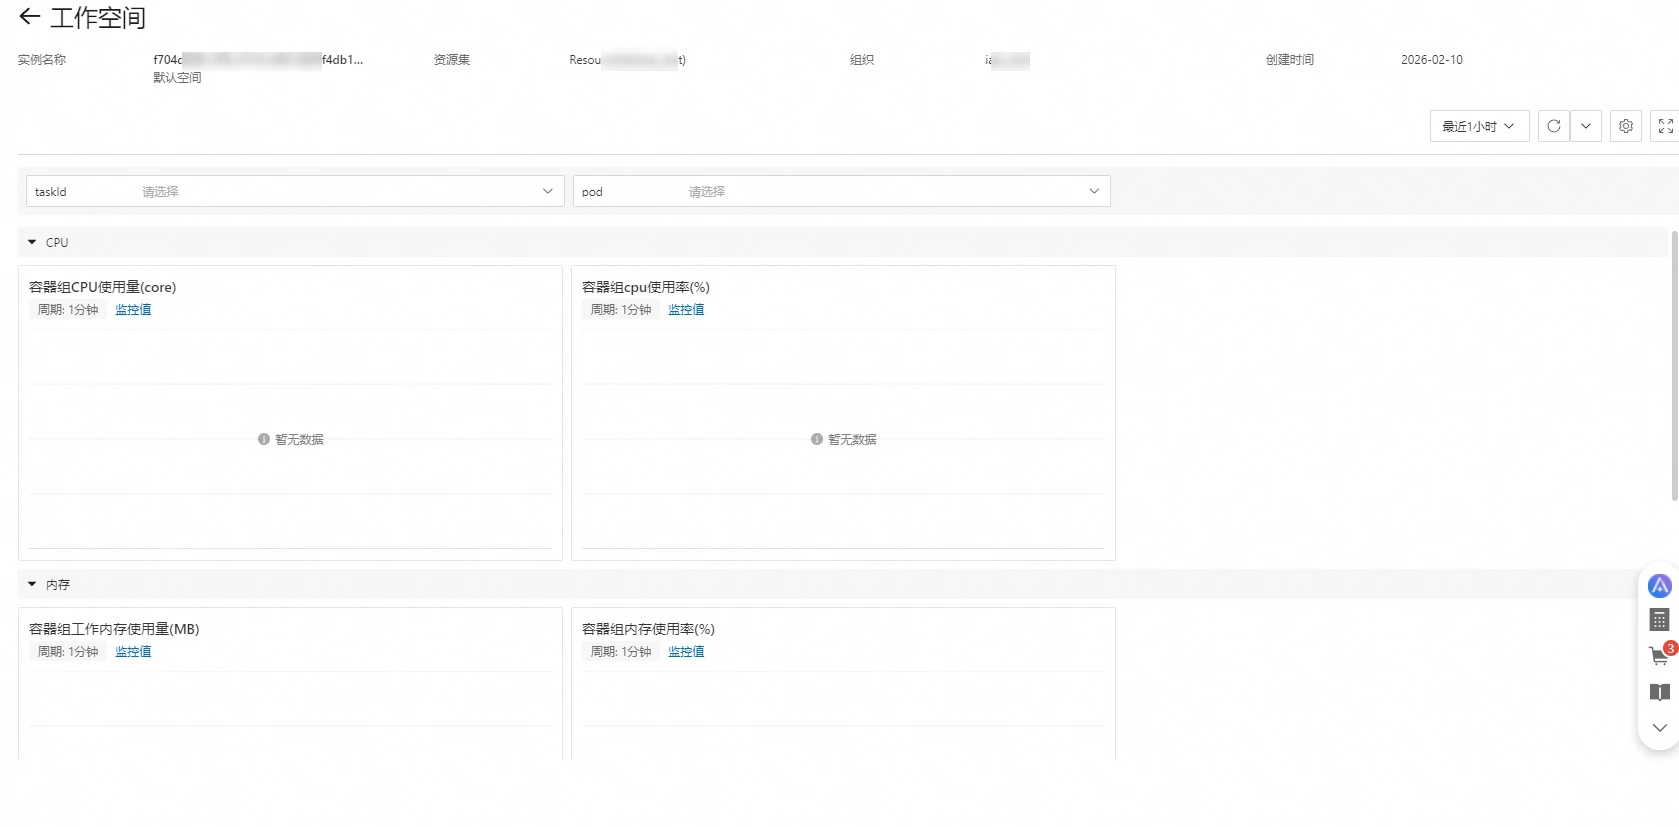 工作空间
实例名称
f704c
f4db1...
默认空间
资源集
Resou
t)
组织
创建时间
2026-02-10
最近1小时
taskId 请选择
pod 请选择
CPU
容器组CPU使用量(core)
周期: 1分钟 监控值
暂无数据
容器组cpu使用率(%)
周期: 1分钟 监控值
暂无数据
内存
容器组工作内存使用量(MB)
周期: 1分钟 监控值
容器组内存使用率(%)
周期: 1分钟 监控值
3